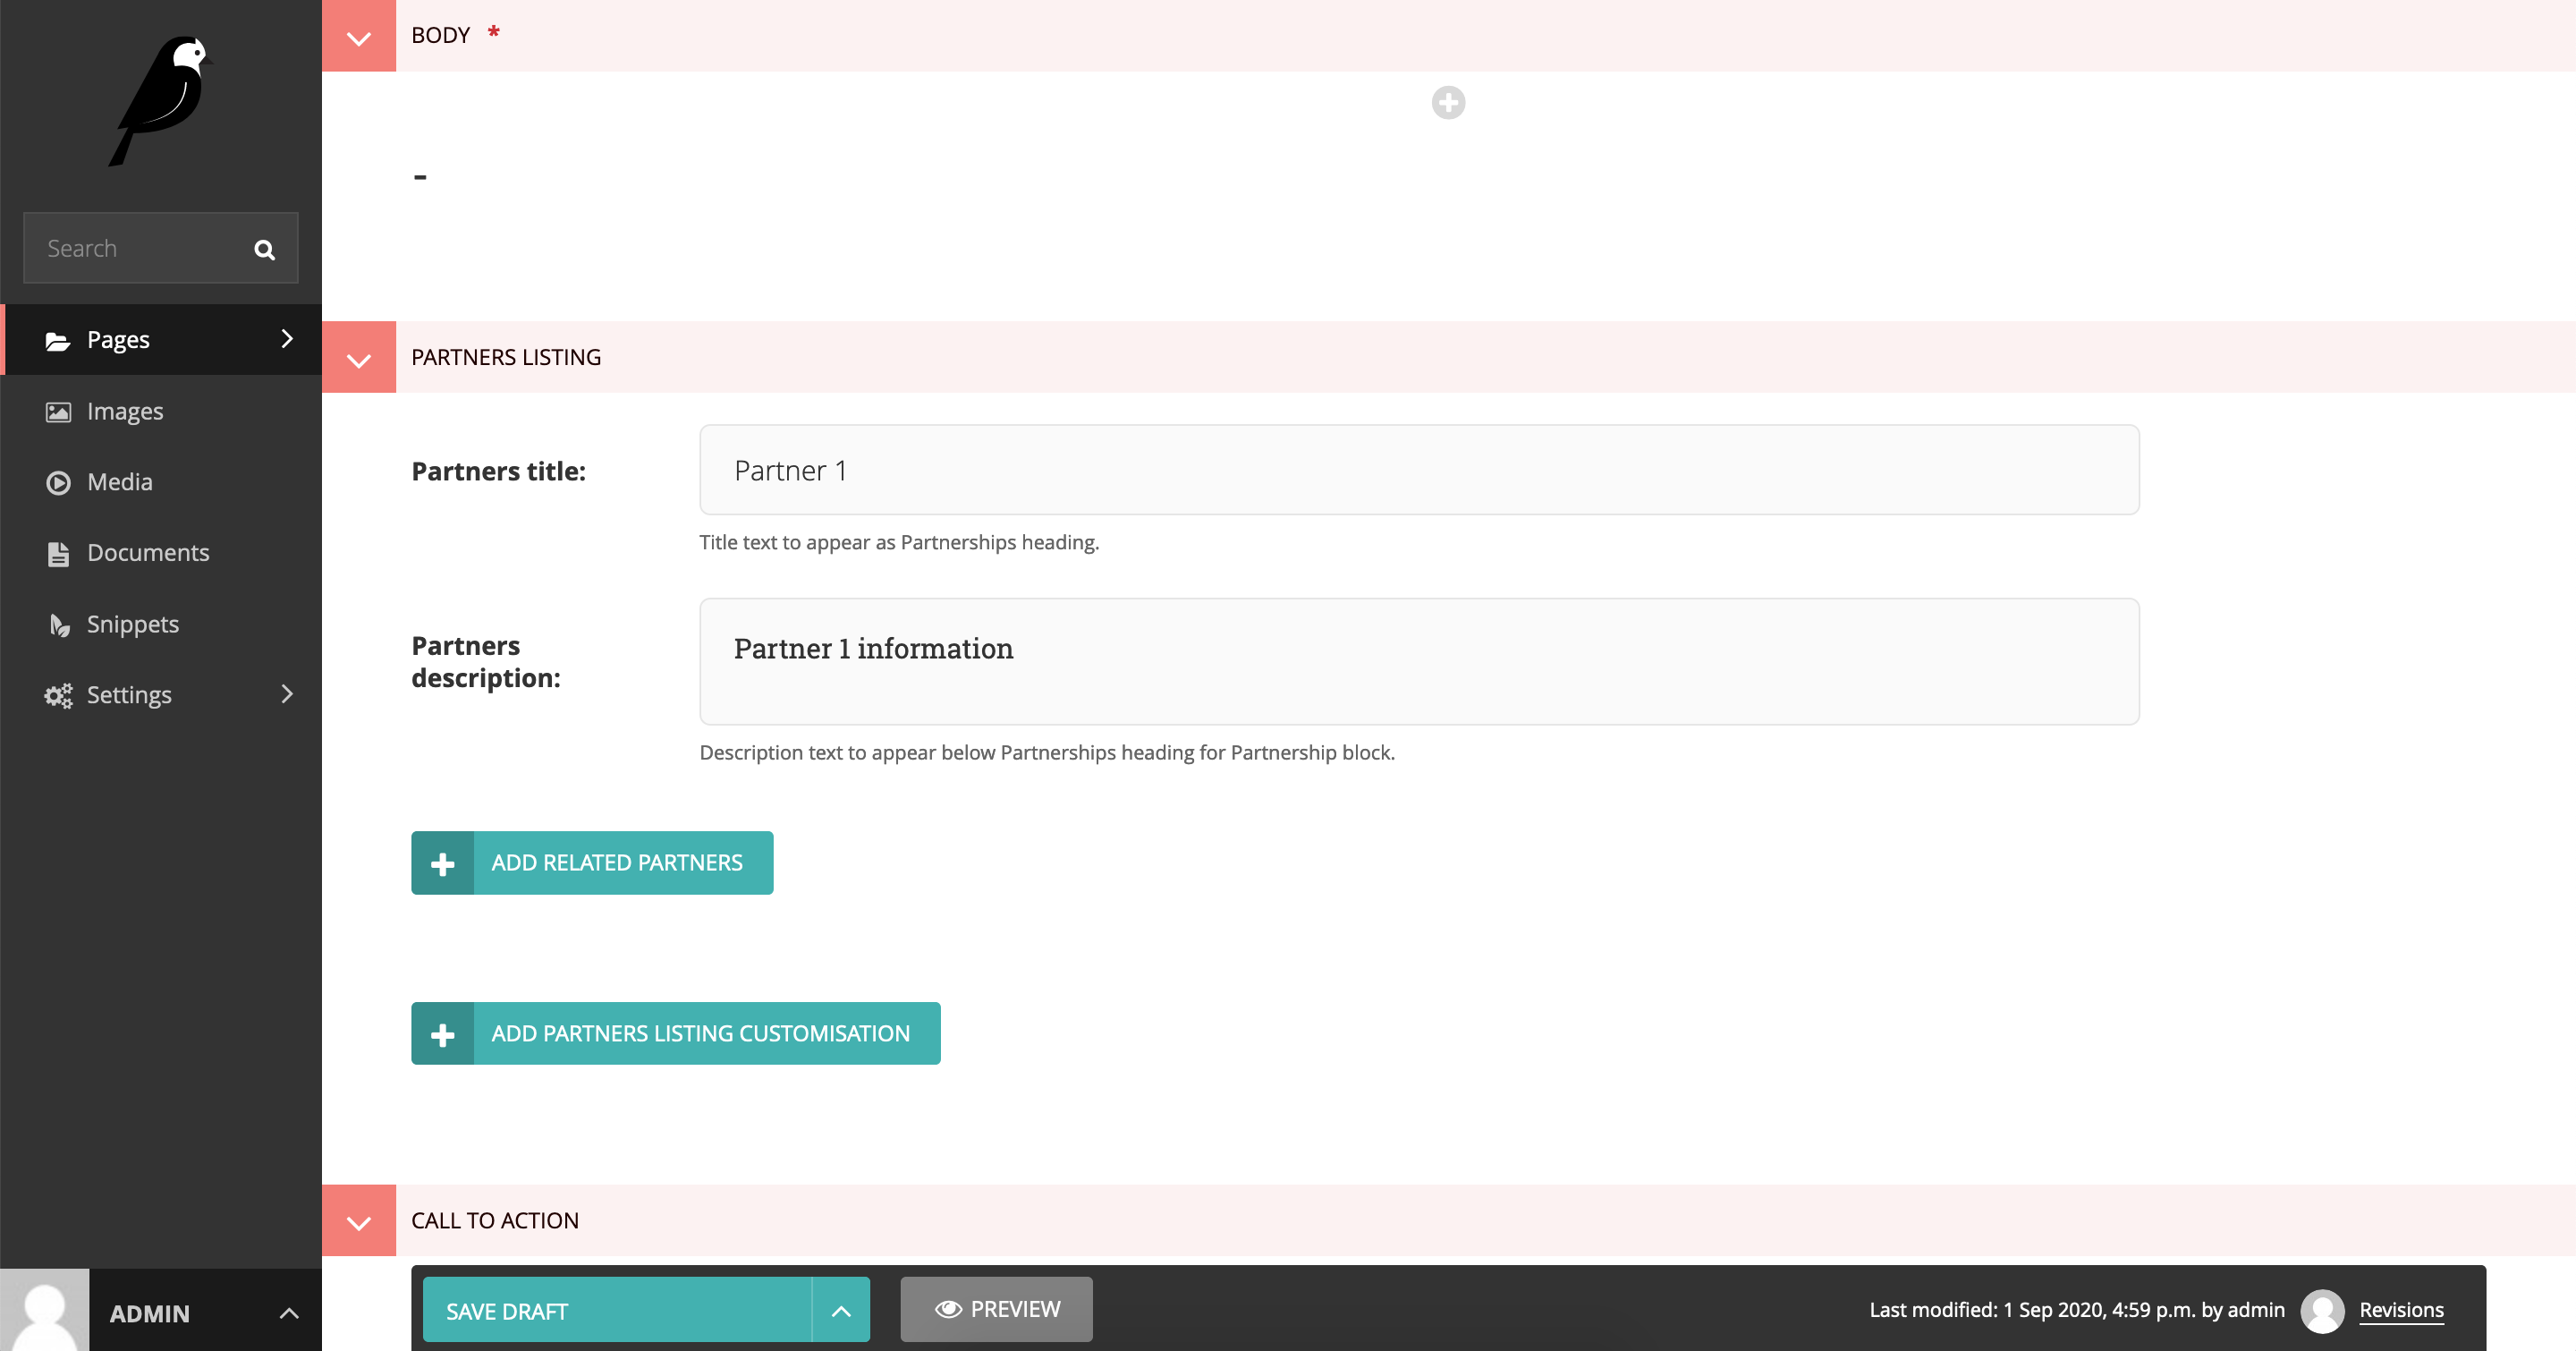 BODY *
-
Search
Pages
Images
Media
Documents
Snippets
Settings
PARTNERS LISTING
Partners title:
Partner 1
Title text to appear as Partnerships heading.
Partners
description:
Partner 1 information
Description text to appear below Partnerships heading for Partnership block.
ADD RELATED PARTNERS
ADD PARTNERS LISTING CUSTOMISATION
CALL TO ACTION
ADMIN
SAVE DRAFT
PREVIEW
Last modified: 1 Sep 2020, 4:59 p.m. by admin
Revisions